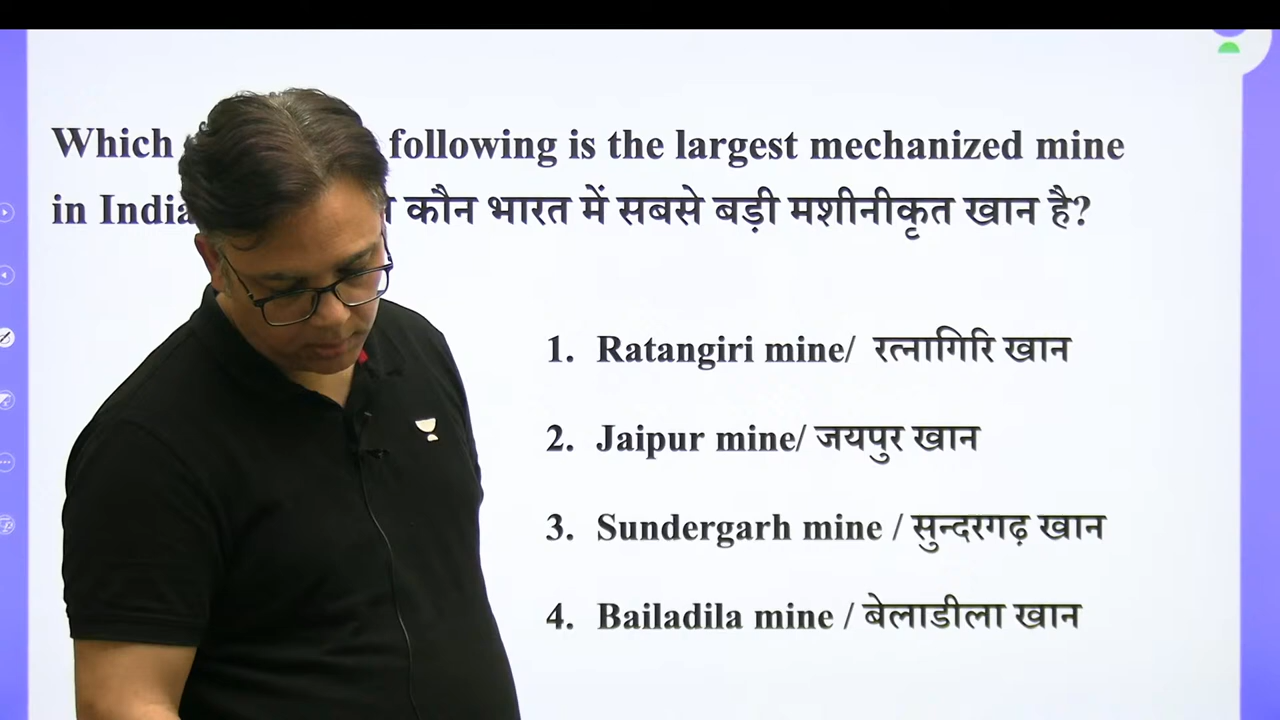 Which following is the largest mechanized mine
in India कौन भारत में सबसे बड़ी मशीनीकृत खान है?
1. Ratangiri mine/ रत्नागिरि खान
2. Jaipur mine/ जयपुर खान
3. Sundergarh mine / सुन्दरगढ़ खान
4. Bailadila mine / बेलाडीला खान